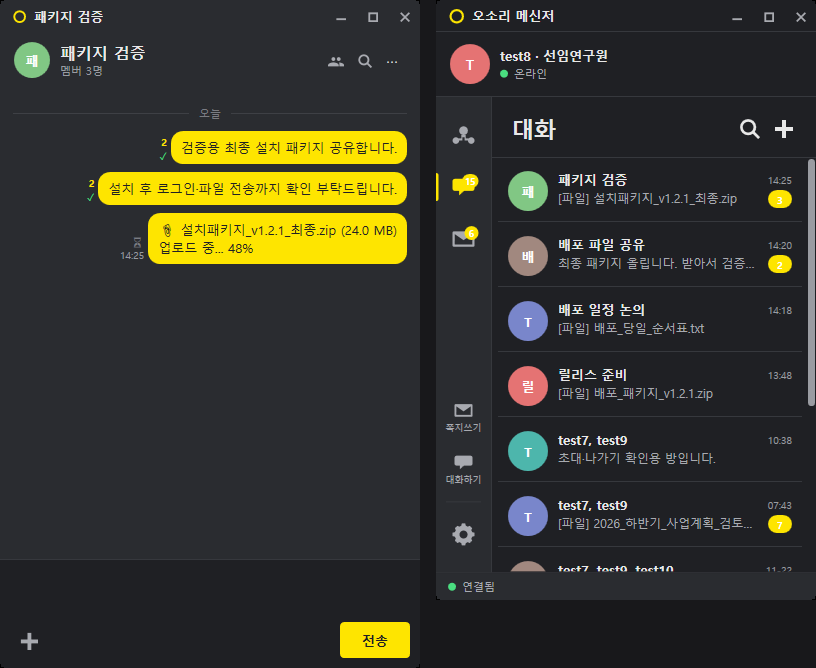 패키지 검증
패
패키지 검증
멤버 3명
오늘
2
검증용 최종 설치 패키지 공유합니다.
2
설치 후 로그인·파일 전송까지 확인 부탁드립니다.
설치패키지_v1.2.1_최종.zip (24.0 MB)
업로드 중... 48%
14:25
전송
오소리 메신저
T
test8 · 선임연구원
온라인
대화
15
6
쪽지쓰기
대화하기
패
패키지 검증
14:25
[파일] 설치패키지_v1.2.1_최종.zip
3
배
배포 파일 공유
14:20
최종 패키지 올립니다. 받아서 검증...
2
T
배포 일정 논의
14:18
[파일] 배포_당일_순서표.txt
릴
릴리스 준비
13:48
[파일] 배포_패키지_v1.2.1.zip
T
test7, test9
10:38
초대·나가기 확인용 방입니다.
T
test7, test9
07:43
[파일] 2026_하반기_사업계획_검토...
7
test7, test9, test10
연결됨